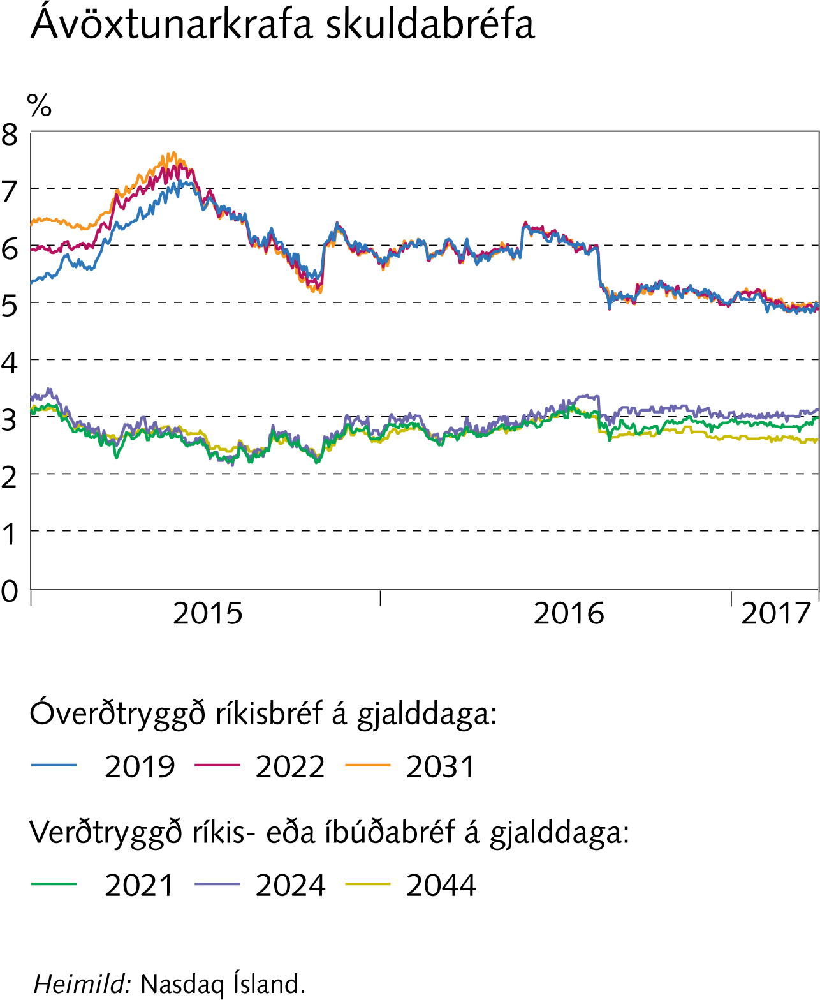 Ávöxtunarkrafa skuldabréfa
%
8
7
6
5
4
3
2
1
0
2015 2016 2017
Óverðtryggð ríkisbréf á gjalddaga:
2019 2022 2031
Verðtryggð ríkis- eða íbúðabréf á gjalddaga:
2021 2024 2044
Heimild: Nasdaq Ísland.